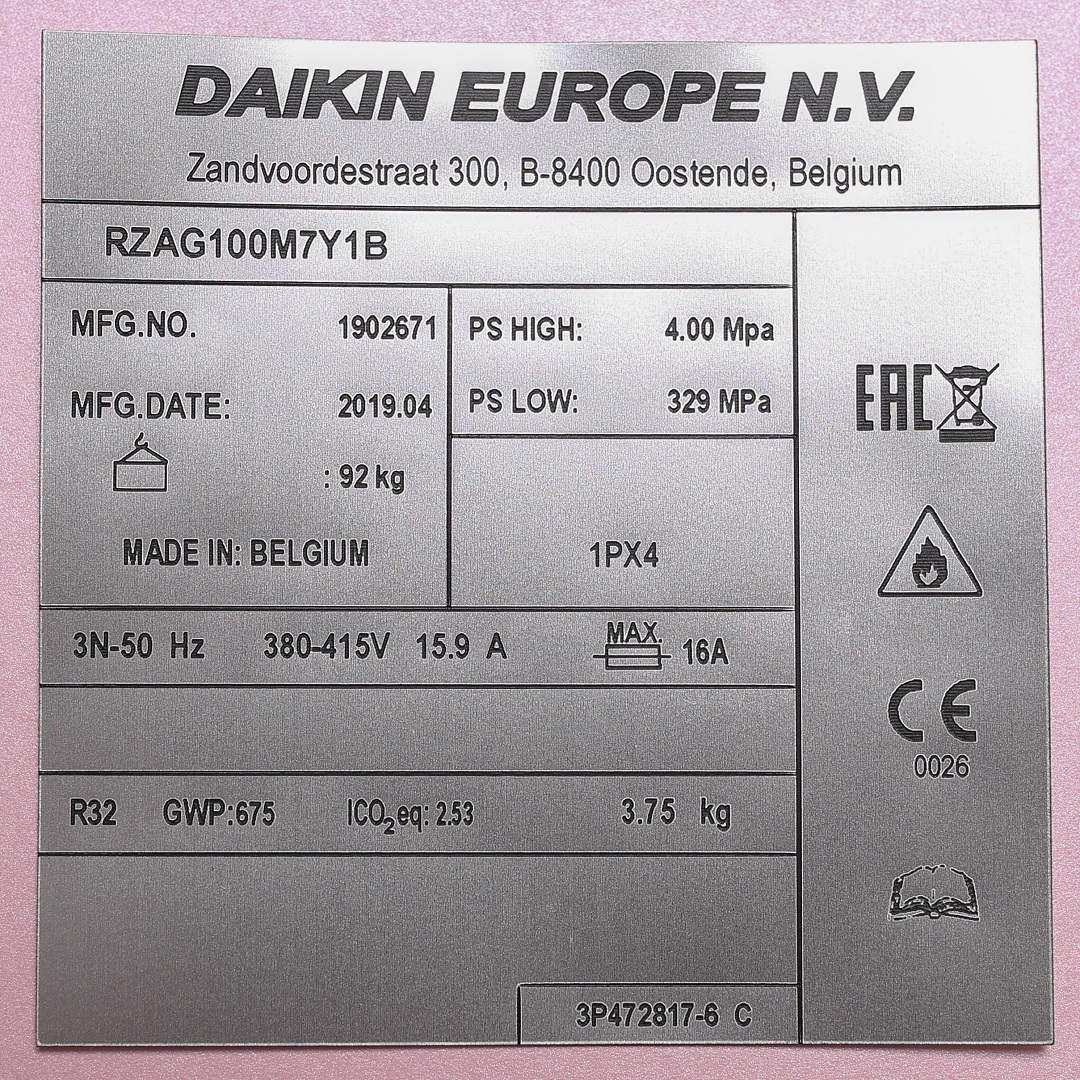 DAIKIN EUROPE N.V.
Zandvoordestraat 300, B-8400 Oostende, Belgium
RZAG100M7Y1B
MFG.NO. 1902671
PS HIGH: 4.00 Mpa
MFG.DATE: 2019.04
PS LOW: 329 MPa
EAC
: 92 kg
MADE IN: BELGIUM
1PX4
3N-50 Hz 380-415V 15.9 A MAX. 16A
CE
0026
R32 GWP:675 ICO₂eq: 2.53 3.75 kg
3P472817-6 C